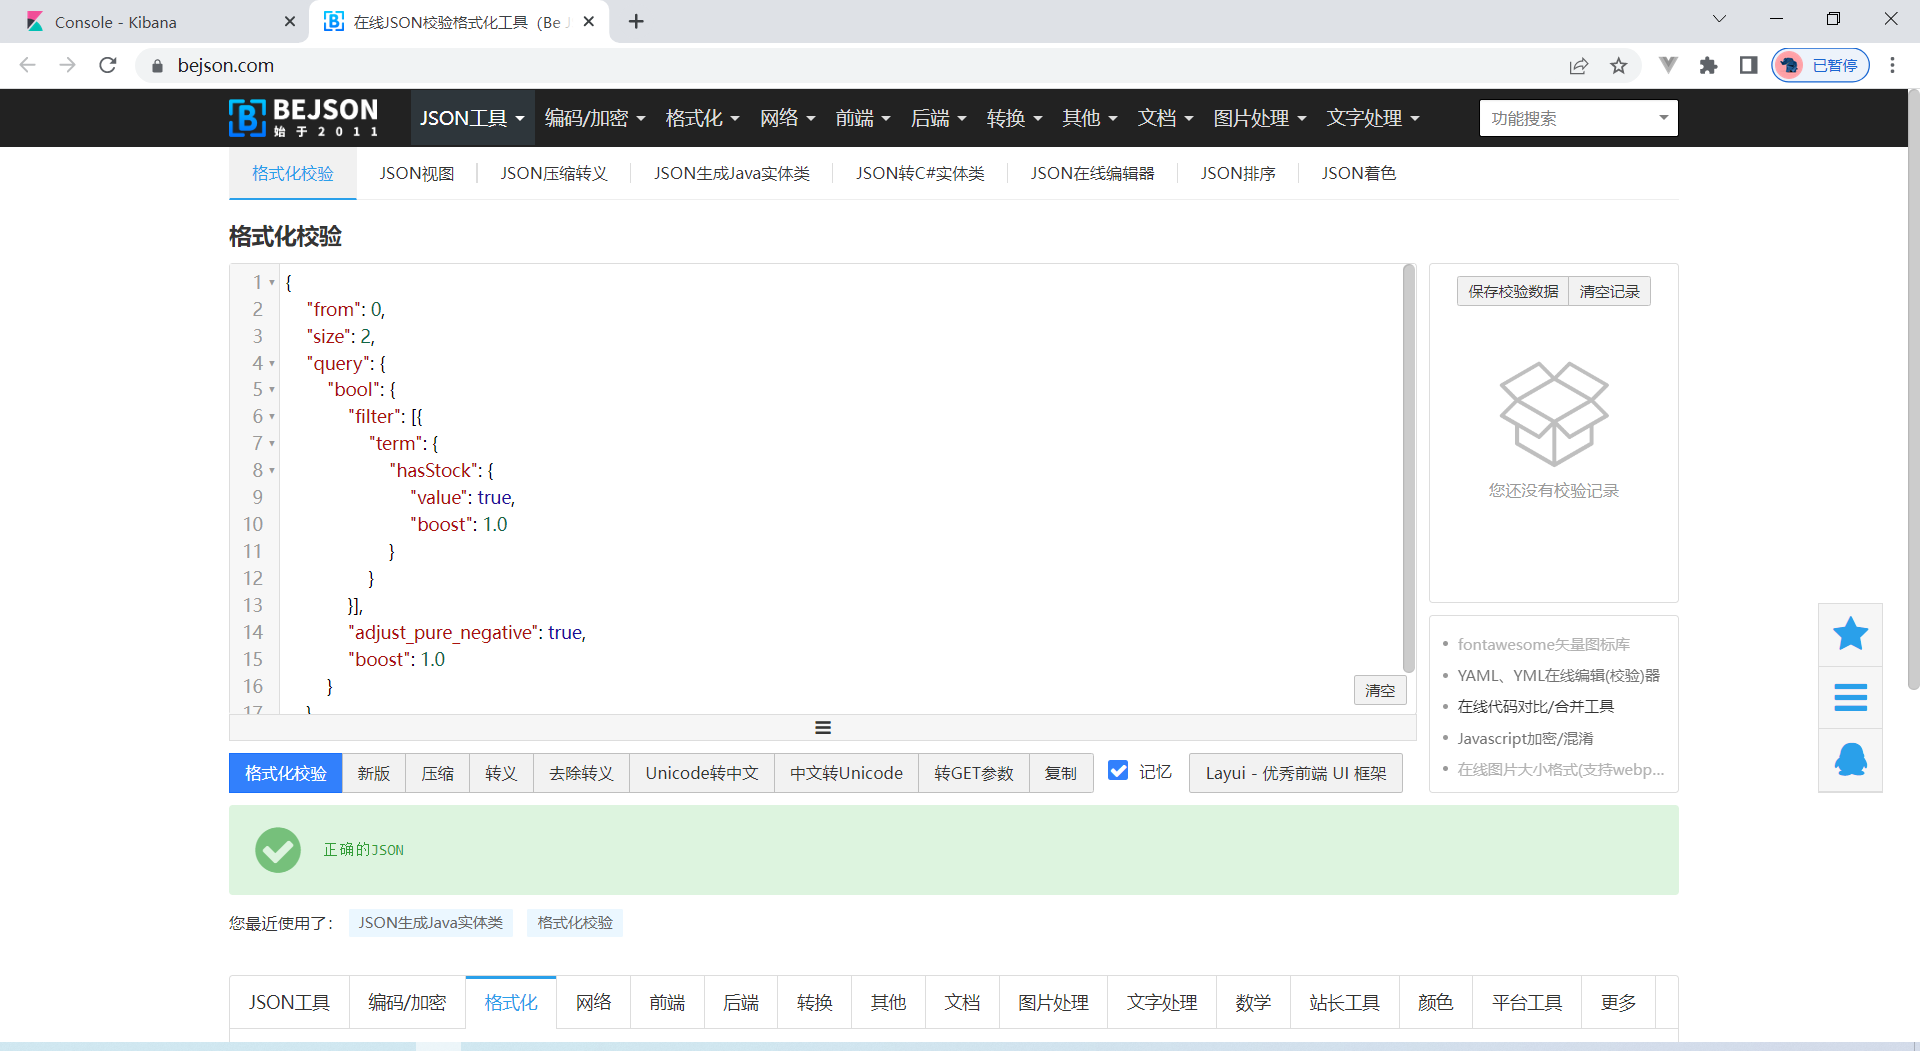 Console - Kibana
在线JSON校验格式化工具（Be J
bejson.com
已暂停
BEJSON
始于2011
JSON工具
编码/加密
格式化
网络
前端
后端
转换
其他
文档
图片处理
文字处理
功能搜索
格式化校验
JSON视图
JSON压缩转义
JSON生成Java实体类
JSON转C#实体类
JSON在线编辑器
JSON排序
JSON着色
格式化校验
1 {
2 "from": 0,
3 "size": 2,
4 "query": {
5 "bool": {
6 "filter": [{
7 "term": {
8 "hasStock": {
9 "value": true,
10 "boost": 1.0
11 }
12 }
13 }],
14 "adjust_pure_negative": true,
15 "boost": 1.0
16 }
17 }
清空
保存校验数据
清空记录
您还没有校验记录
fontawesome矢量图标库
YAML、YML在线编辑(校验)器
在线代码对比/合并工具
Javascript加密/混淆
在线图片大小格式(支持webp...
格式化校验
新版
压缩
转义
去除转义
Unicode转中文
中文转Unicode
转GET参数
复制
记忆
Layui - 优秀前端 UI 框架
正确的JSON
您最近使用了：
JSON生成Java实体类
格式化校验
JSON工具
编码/加密
格式化
网络
前端
后端
转换
其他
文档
图片处理
文字处理
数学
站长工具
颜色
平台工具
更多